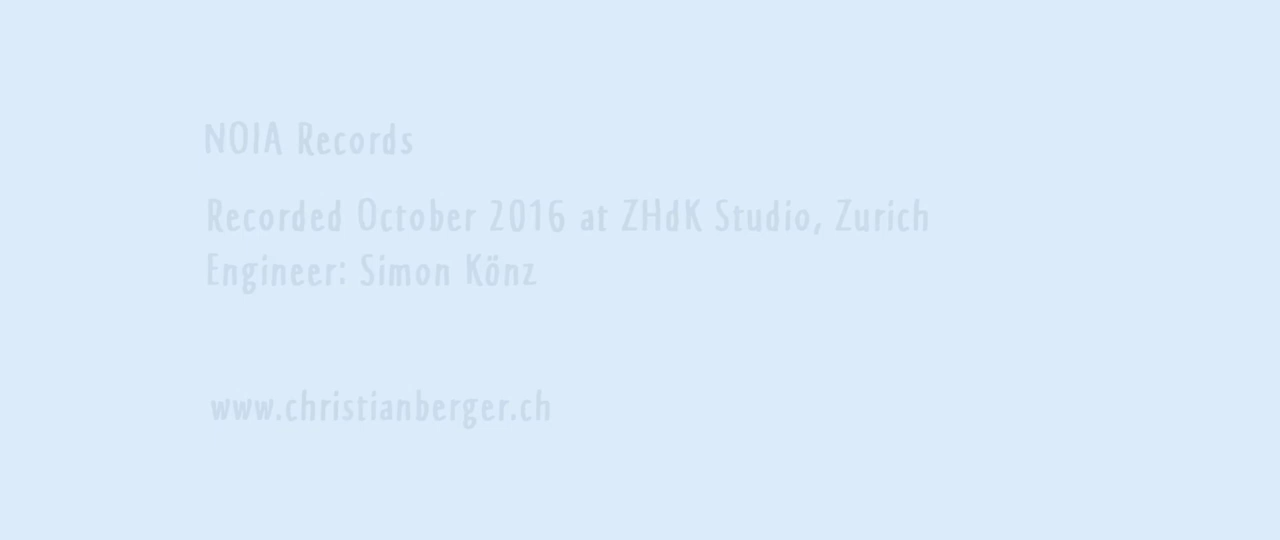 NOIA Records
Recorded October 2016 at ZHdK Studio, Zurich
Engineer: Simon Könz
www.christianberger.ch